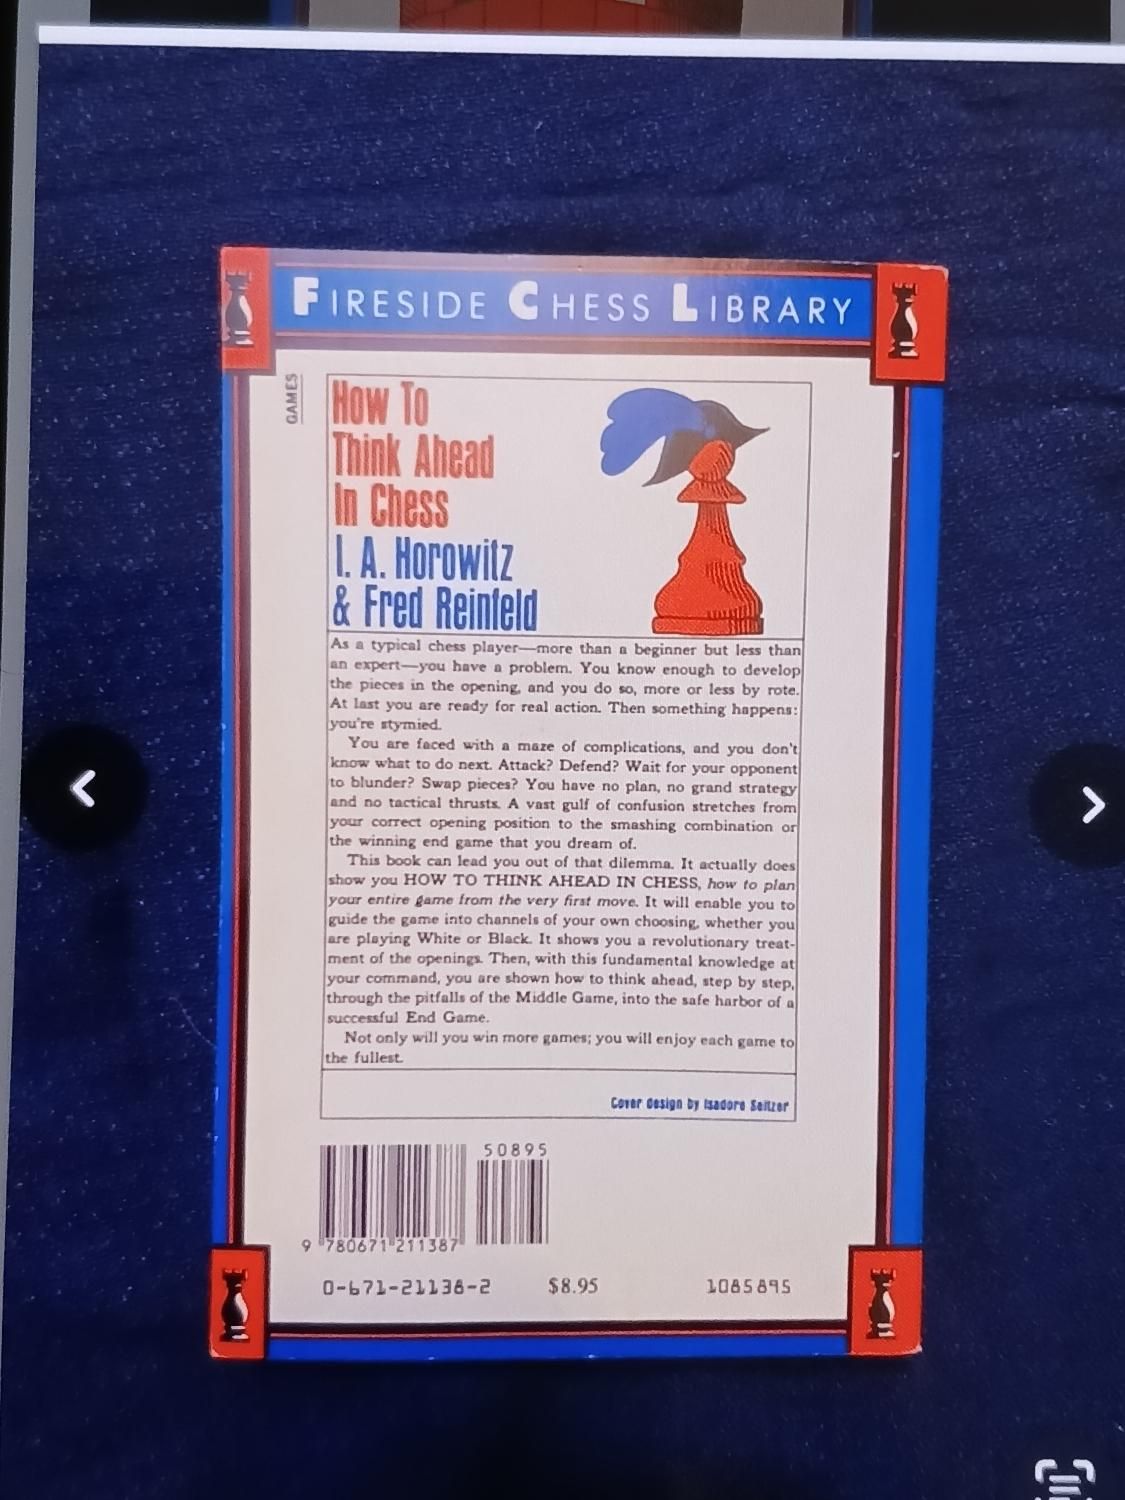 FIRESIDE CHESS LIBRARY
GAMES
How To
Think Ahead
In Chess
I. A. Horowitz
& Fred Reinfeld
As a typical chess player—more than a beginner but less than
an expert—you have a problem. You know enough to develop
the pieces in the opening, and you do so, more or less by rote.
At last you are ready for real action. Then something happens:
you're stymied.
You are faced with a maze of complications, and you don't
know what to do next. Attack? Defend? Wait for your opponent
to blunder? Swap pieces? You have no plan, no grand strategy
and no tactical thrusts. A vast gulf of confusion stretches from
your correct opening position to the smashing combination or
the winning end game that you dream of.
This book can lead you out of that dilemma. It actually does
show you HOW TO THINK AHEAD IN CHESS, how to plan
your entire game from the very first move. It will enable you to
guide the game into channels of your own choosing, whether you
are playing White or Black. It shows you a revolutionary treat-
ment of the openings. Then, with this fundamental knowledge at
your command, you are shown how to think ahead, step by step,
through the pitfalls of the Middle Game, into the safe harbor of a
successful End Game.
Not only will you win more games; you will enjoy each game to
the fullest.
Cover design by Isadore Seltzer
50895
9 780671 211387
0-671-21138-2 $8.95 1085895